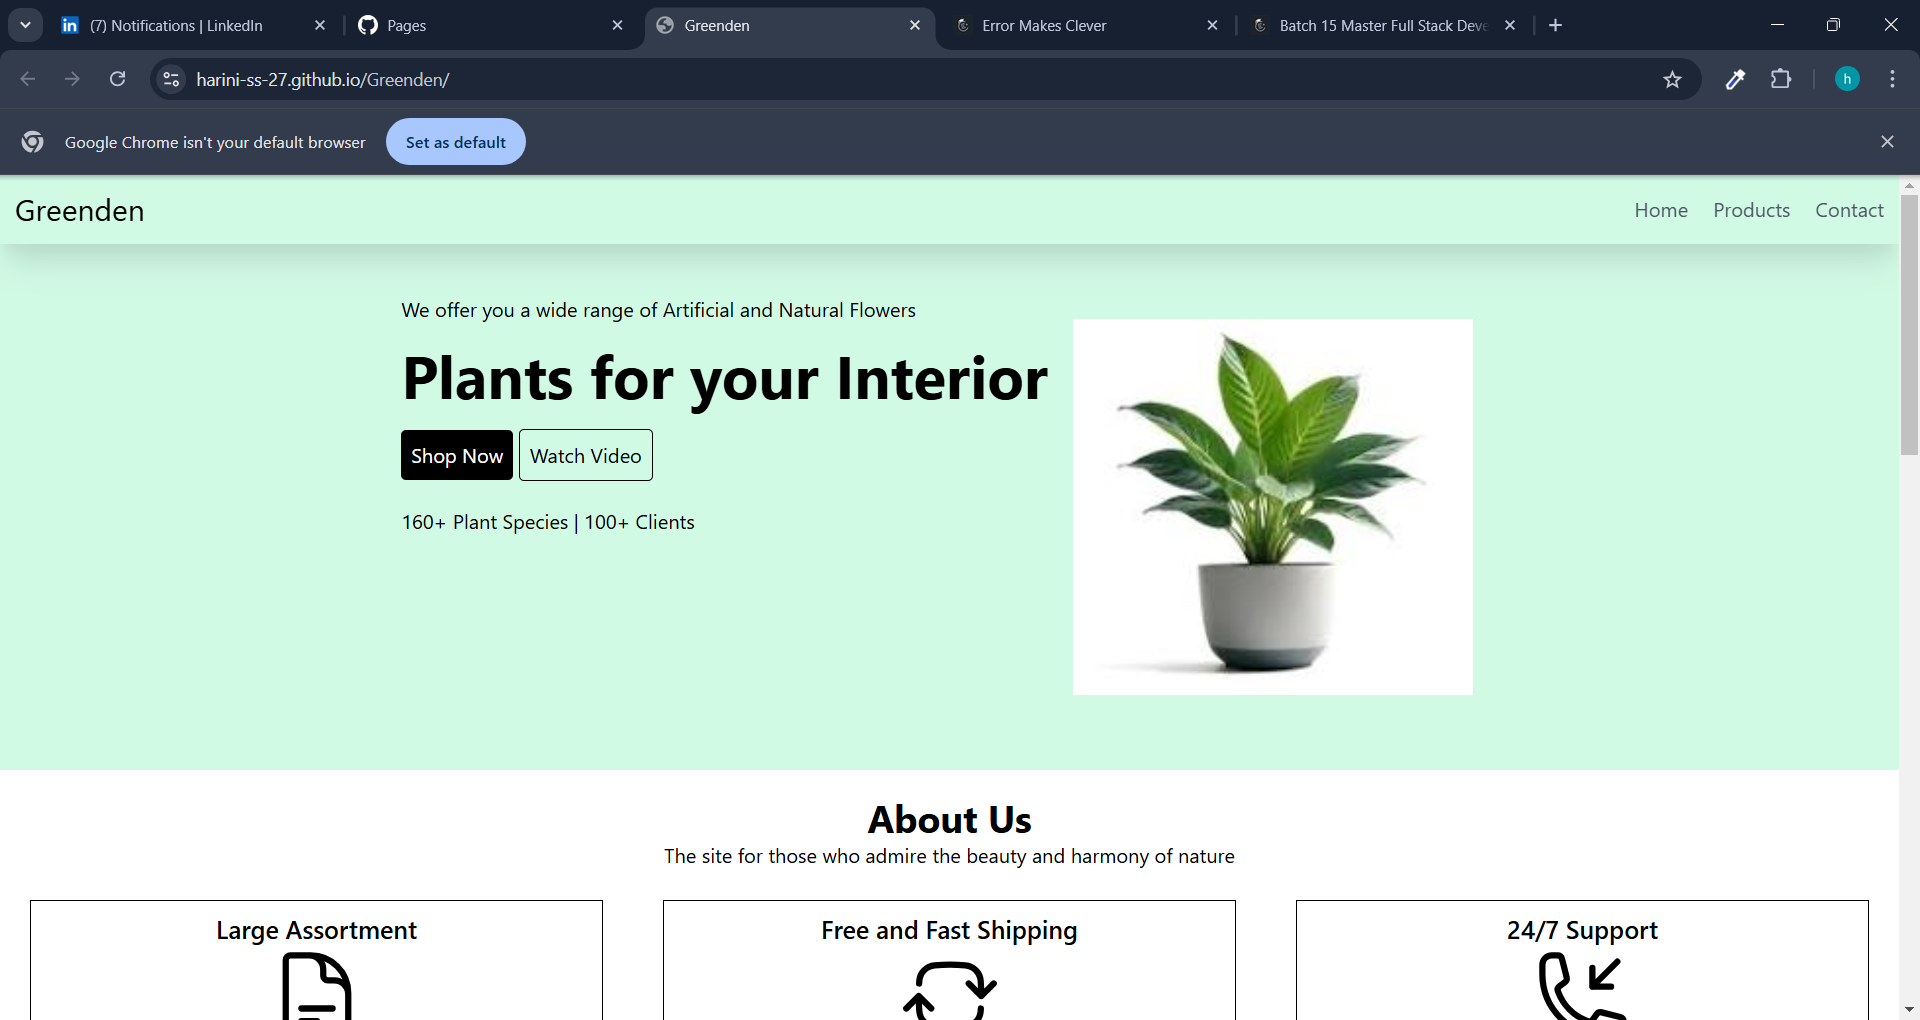 (7) Notifications | LinkedIn
Pages
Greenden
Error Makes Clever
Batch 15 Master Full Stack Deve
harini-ss-27.github.io/Greenden/
h
Google Chrome isn't your default browser
Set as default
Greenden
Home Products Contact
We offer you a wide range of Artificial and Natural Flowers
Plants for your Interior
Shop Now Watch Video
160+ Plant Species | 100+ Clients
About Us
The site for those who admire the beauty and harmony of nature
Large Assortment
Free and Fast Shipping
24/7 Support